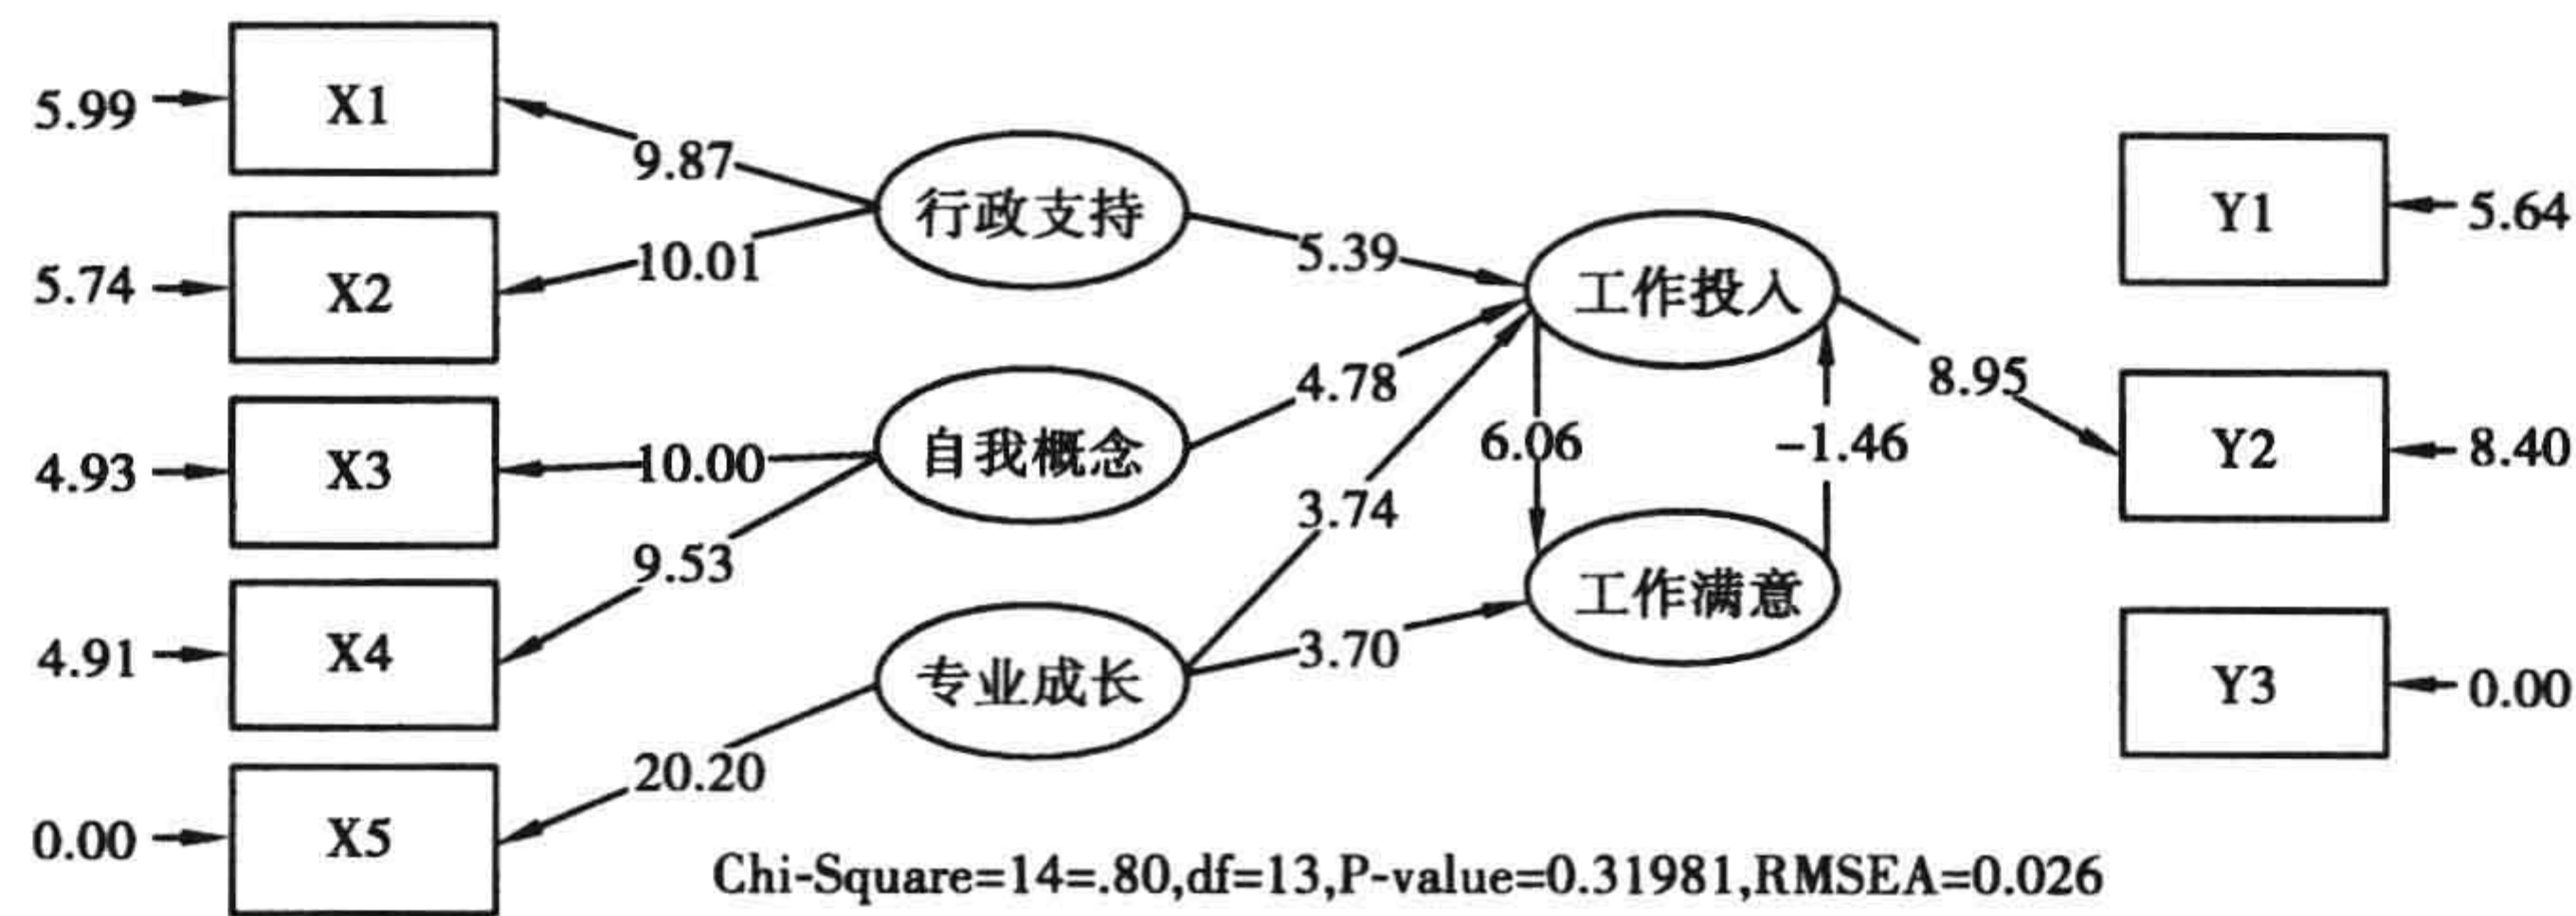 5.99
X1
9.87
5.74
X2
10.01
4.93
X3
10.00
4.91
X4
9.53
0.00
X5
20.20
行政支持
自我概念
专业成长
5.39
4.78
3.74
3.70
工作投入
6.06
-1.46
工作满意
8.95
Y1
5.64
Y2
8.40
Y3
0.00
Chi-Square=14=.80,df=13,P-value=0.31981,RMSEA=0.026